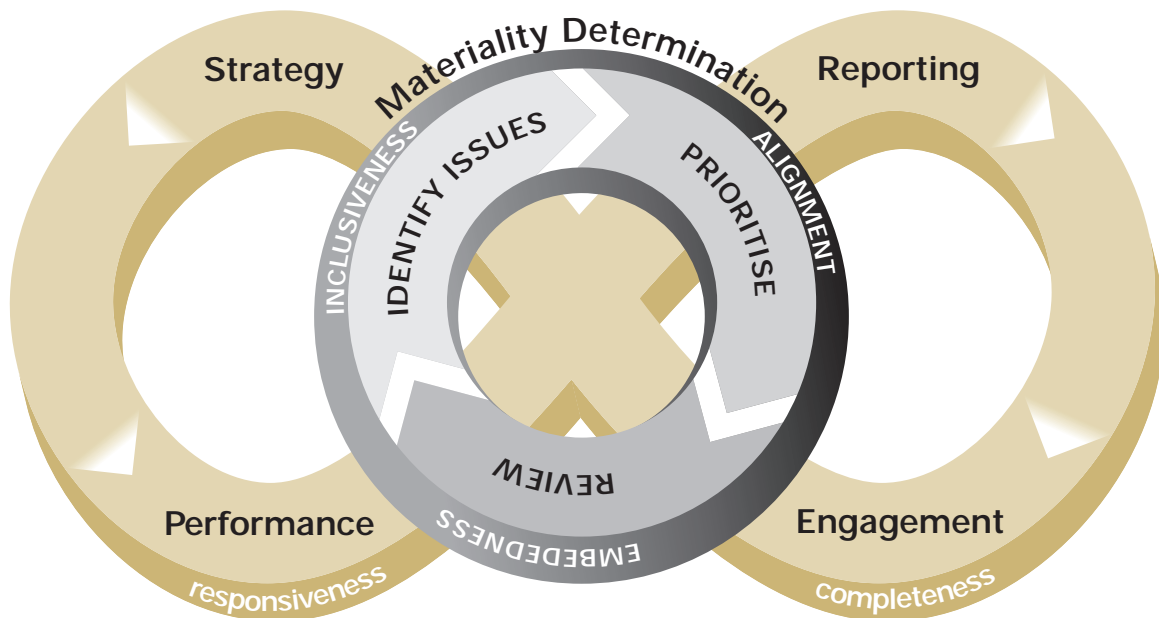 Materiality Determination
Strategy
Reporting
INCLUSIVENESS
IDENTIFY ISSUES
PRIORITISE
ALIGNMENT
REVIEW
EMBEDEDNESS
Performance
Engagement
responsiveness
completeness